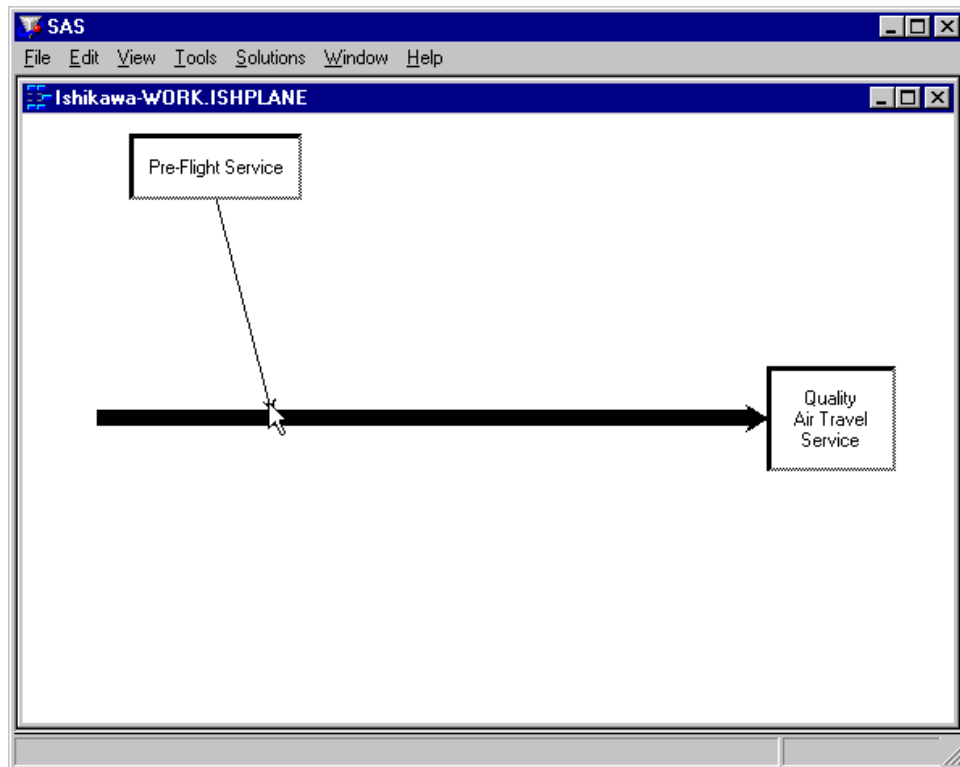 SAS
File Edit View Tools Solutions Window Help
Ishikawa-WORK.ISHPLANE
Pre-Flight Service
Quality
Air Travel
Service